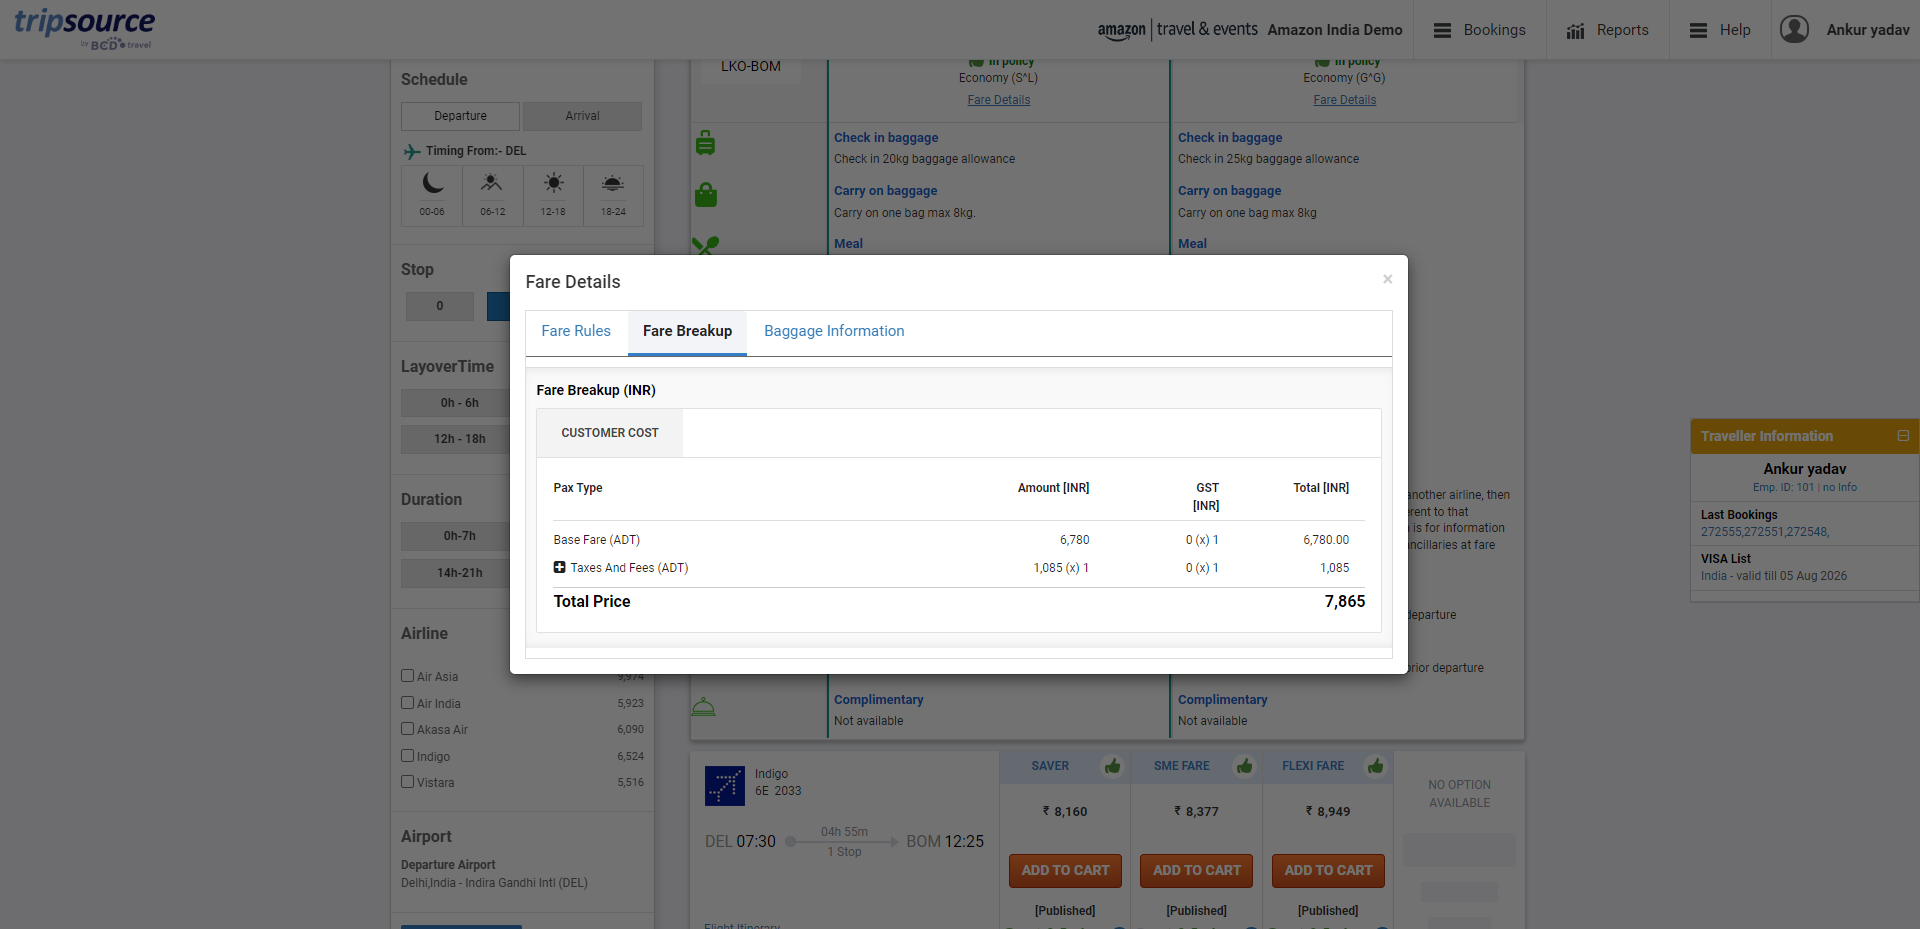 tripsource
by BCD travel
amazon travel & events Amazon India Demo
Bookings
Reports
Help
Ankur yadav
Schedule
Departure
Arrival
Timing From:- DEL
00-06
06-12
12-18
18-24
Stop
0
LayoverTime
0h - 6h
12h - 18h
Duration
0h-7h
14h-21h
Airline
Air Asia 9,974
Air India 5,923
Akasa Air 6,090
Indigo 6,524
Vistara 5,516
Airport
Departure Airport
Delhi,India - Indira Gandhi Intl (DEL)
LKO-BOM
In policy
Economy (S^L)
Fare Details
In policy
Economy (G^G)
Fare Details
Check in baggage
Check in 20kg baggage allowance
Check in baggage
Check in 25kg baggage allowance
Carry on baggage
Carry on one bag max 8kg.
Carry on baggage
Carry on one bag max 8kg
Meal
Meal
Fare Details
×
Fare Rules
Fare Breakup
Baggage Information
Fare Breakup (INR)
CUSTOMER COST
Pax Type Amount [INR] GST [INR] Total [INR]
Base Fare (ADT) 6,780 0 (x) 1 6,780.00
Taxes And Fees (ADT) 1,085 (x) 1 0 (x) 1 1,085
Total Price 7,865
another airline, then
to that
is for information
at fare
departure
prior departure
Complimentary
Not available
Complimentary
Not available
Indigo
6E 2033
DEL 07:30
04h 55m
1 Stop
BOM 12:25
Flight Itinerary
SAVER
₹ 8,160
ADD TO CART
[Published]
SME FARE
₹ 8,377
ADD TO CART
[Published]
FLEXI FARE
₹ 8,949
ADD TO CART
[Published]
NO OPTION
AVAILABLE
Traveller Information
Ankur yadav
Emp. ID: 101 | no Info
Last Bookings
272555,272551,272548,
VISA List
India - valid till 05 Aug 2026